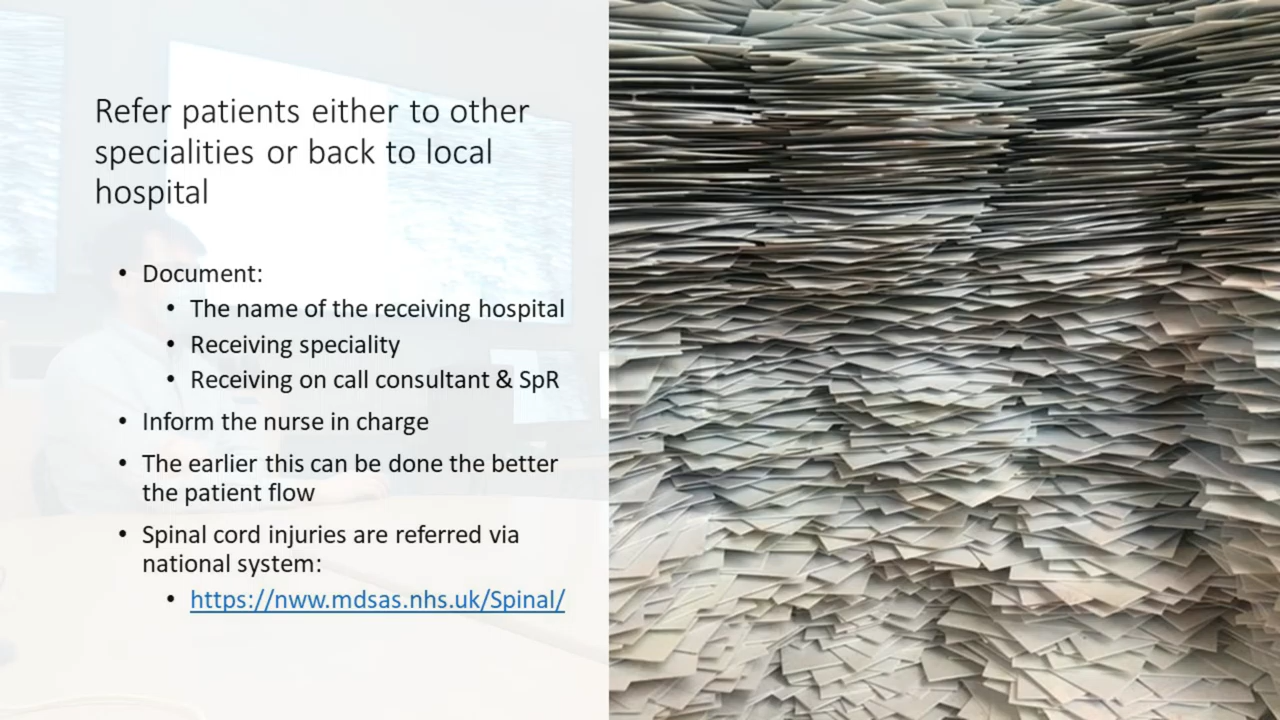 Refer patients either to other
specialities or back to local
hospital
• Document:
• The name of the receiving hospital
• Receiving speciality
• Receiving on call consultant & SpR
• Inform the nurse in charge
• The earlier this can be done the better
the patient flow
• Spinal cord injuries are referred via
national system:
• https://nww.mdsas.nhs.uk/Spinal/